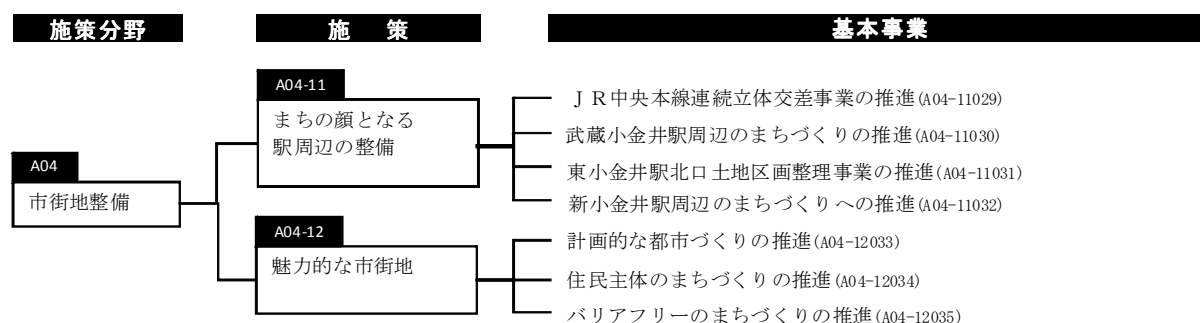 施策分野
施　策
基本事業
A04
市街地整備
A04-11
まちの顔となる
駅周辺の整備
ＪＲ中央本線連続立体交差事業の推進(A04-11029)
武蔵小金井駅周辺のまちづくりの推進(A04-11030)
東小金井駅北口土地区画整理事業の推進(A04-11031)
新小金井駅周辺のまちづくりへの推進(A04-11032)
A04-12
魅力的な市街地
計画的な都市づくりの推進(A04-12033)
住民主体のまちづくりの推進(A04-12034)
バリアフリーのまちづくりの推進(A04-12035)